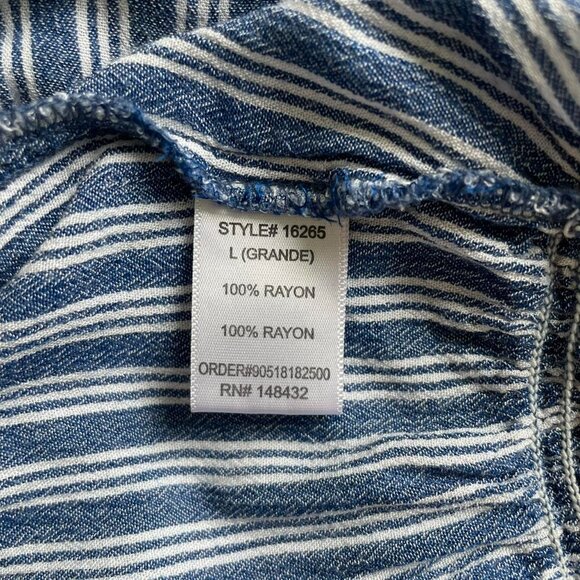 STYLE# 16265
L (GRANDE)
100% RAYON
100% RAYON
ORDER#90518182500
RN# 148432